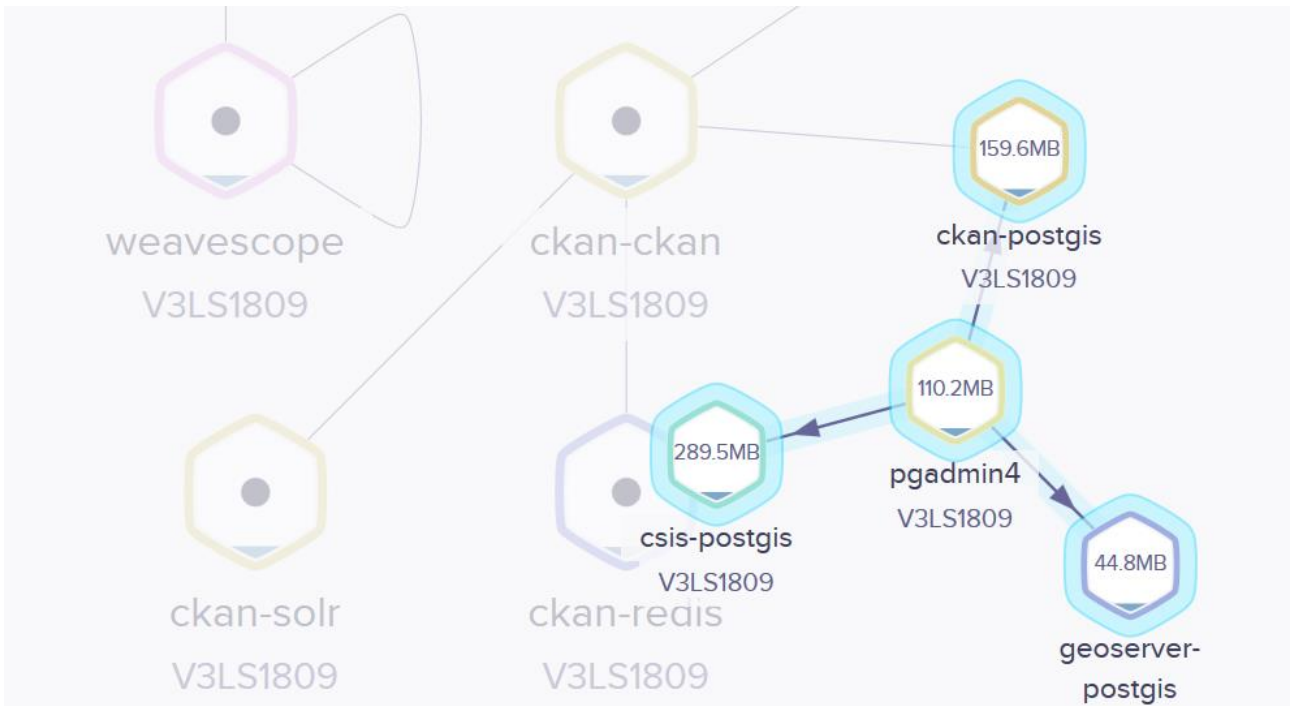 159.6MB
weavescope
V3LS1809
ckan-ckan
V3LS1809
ckan-postgis
V3LS1809
110.2MB
pgadmin4
V3LS1809
289.5MB
csis-postgis
V3LS1809
44.8MB
geoserver-
postgis
ckan-solr
V3LS1809
ckan-redis
V3LS1809